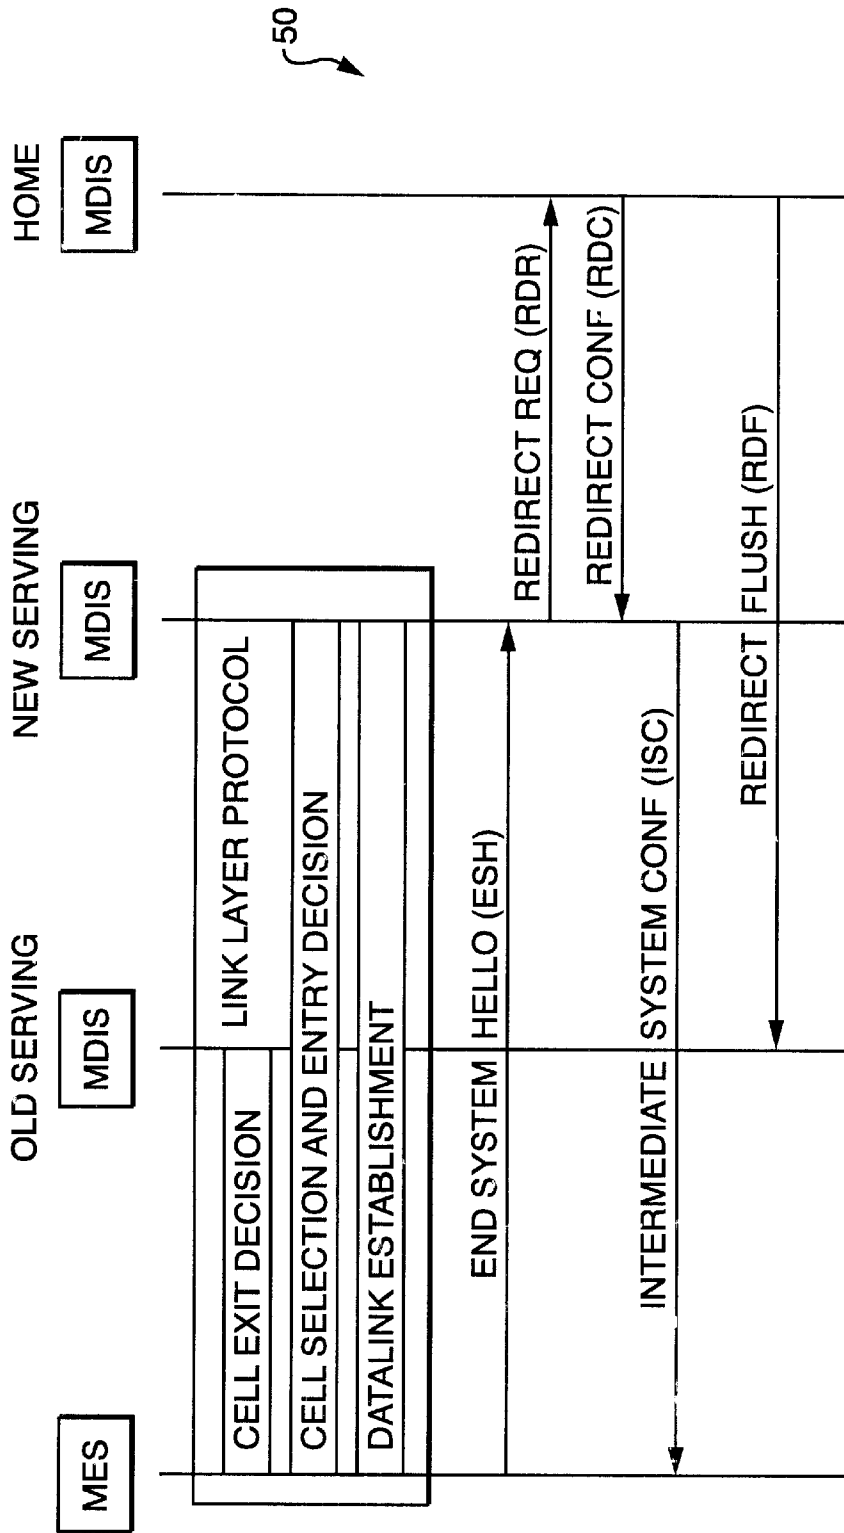 50
OLD SERVING
NEW SERVING
HOME
MES
MDIS
MDIS
MDIS
LINK LAYER PROTOCOL
CELL EXIT DECISION
CELL SELECTION AND ENTRY DECISION
DATALINK ESTABLISHMENT
END SYSTEM HELLO (ESH)
REDIRECT REQ (RDR)
REDIRECT CONF (RDC)
INTERMEDIATE SYSTEM CONF (ISC)
REDIRECT FLUSH (RDF)